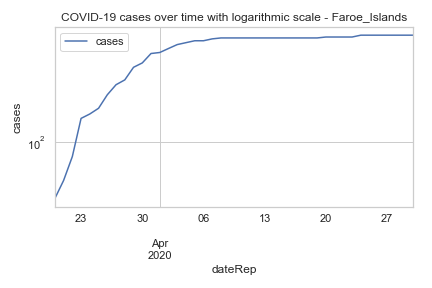 COVID-19 cases over time with logarithmic scale - Faroe_Islands
cases
cases
10²
23
30
06
13
20
27
Apr
2020
dateRep